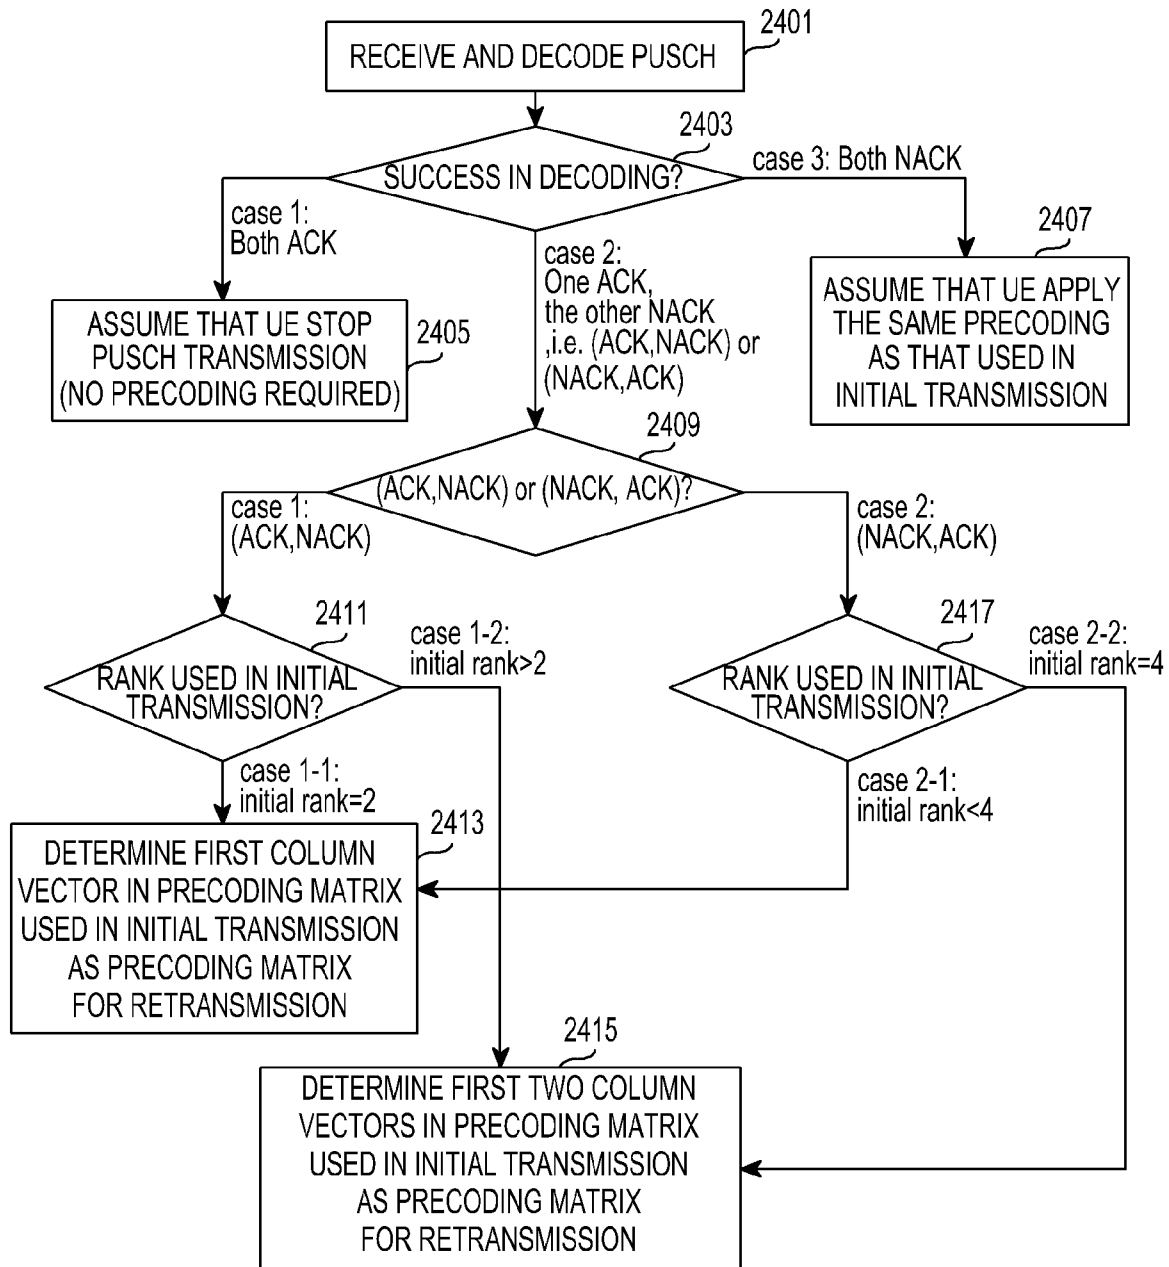 2401
RECEIVE AND DECODE PUSCH
2403
SUCCESS IN DECODING?
case 3: Both NACK
case 1:
Both ACK
2407
ASSUME THAT UE APPLY
THE SAME PRECODING
AS THAT USED IN
INITIAL TRANSMISSION
case 2:
One ACK,
the other NACK
,i.e. (ACK,NACK) or
(NACK,ACK)
ASSUME THAT UE STOP
PUSCH TRANSMISSION
(NO PRECODING REQUIRED)
2405
2409
(ACK,NACK) or (NACK, ACK)?
case 1:
(ACK,NACK)
case 2:
(NACK,ACK)
2411
RANK USED IN INITIAL
TRANSMISSION?
case 1-2:
initial rank>2
2417
RANK USED IN INITIAL
TRANSMISSION?
case 2-2:
initial rank=4
case 1-1:
initial rank=2
case 2-1:
initial rank<4
2413
DETERMINE FIRST COLUMN
VECTOR IN PRECODING MATRIX
USED IN INITIAL TRANSMISSION
AS PRECODING MATRIX
FOR RETRANSMISSION
2415
DETERMINE FIRST TWO COLUMN
VECTORS IN PRECODING MATRIX
USED IN INITIAL TRANSMISSION
AS PRECODING MATRIX
FOR RETRANSMISSION